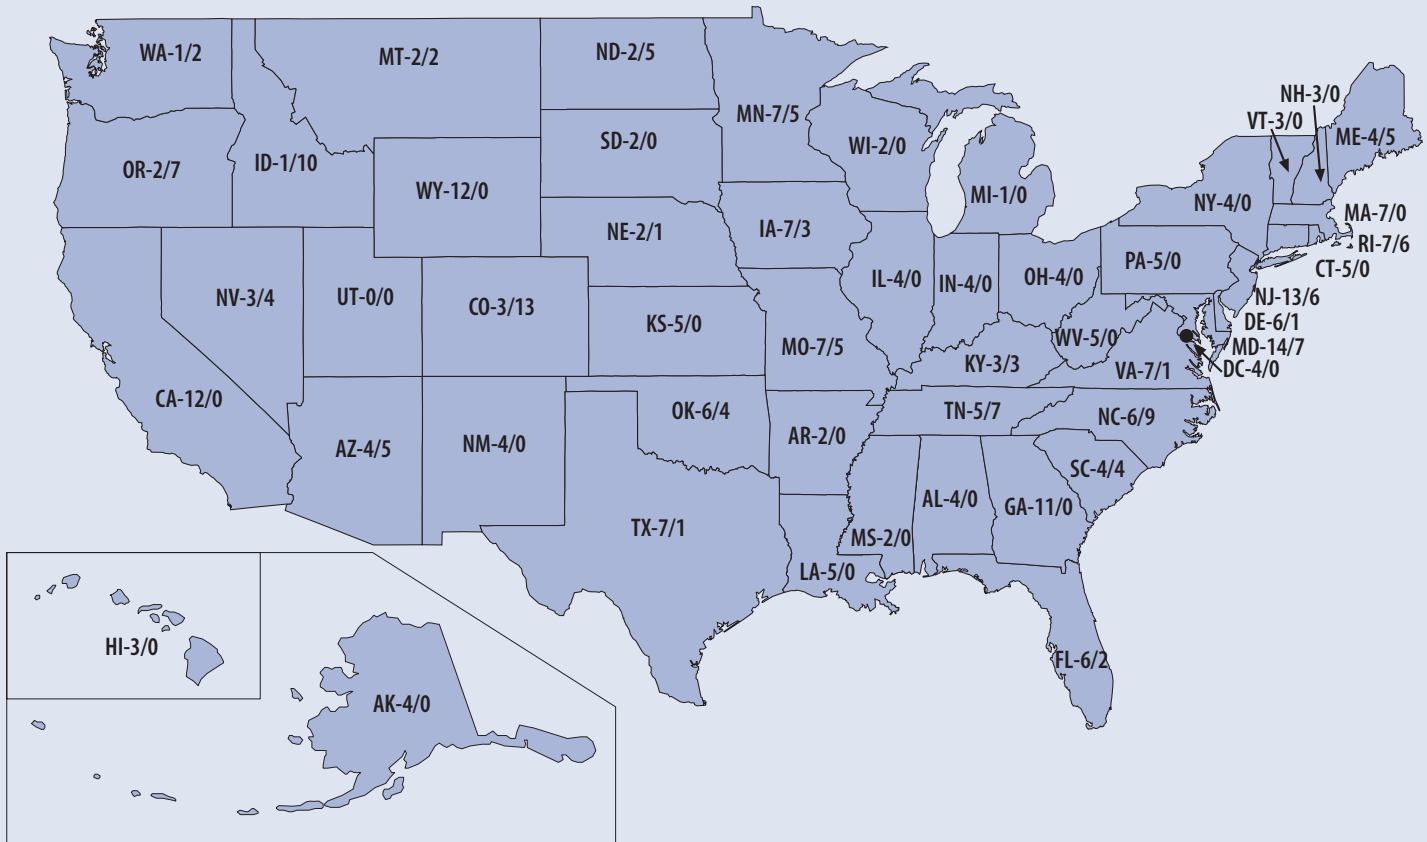 WA-1/2
MT-2/2
ND-2/5
MN-7/5
NH-3/0
VT-3/0
ME-4/5
OR-2/7
ID-1/10
WY-12/0
SD-2/0
WI-2/0
MI-1/0
NY-4/0
MA-7/0
RI-7/6
CT-5/0
NE-2/1
IA-7/3
PA-5/0
NV-3/4
UT-0/0
CO-3/13
IL-4/0
IN-4/0
OH-4/0
NJ-13/6
DE-6/1
MD-14/7
DC-4/0
KS-5/0
MO-7/5
WV-5/0
KY-3/3
VA-7/1
CA-12/0
AZ-4/5
NM-4/0
OK-6/4
AR-2/0
TN-5/7
NC-6/9
SC-4/4
TX-7/1
MS-2/0
AL-4/0
GA-11/0
LA-5/0
HI-3/0
AK-4/0
FL-6/2